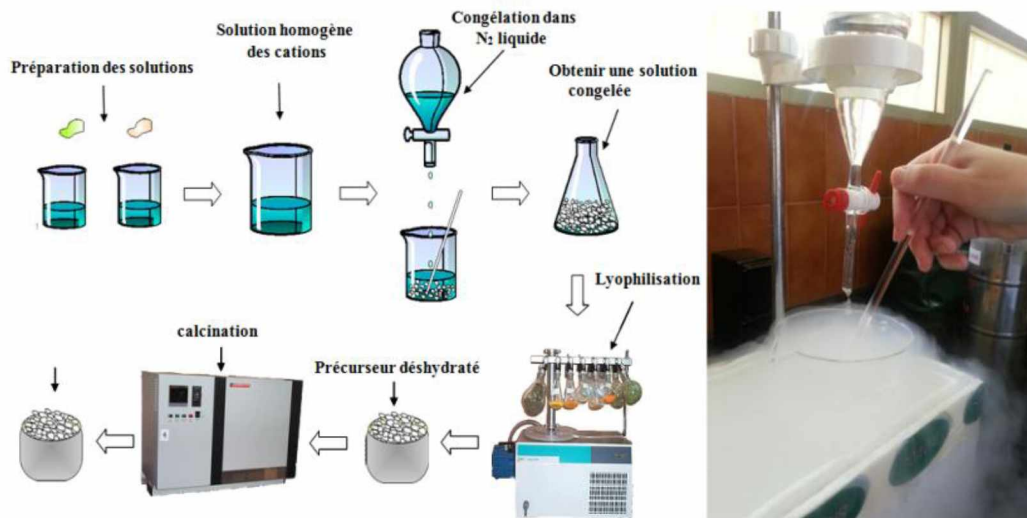 Préparation des solutions
Solution homogène
des cations
Congélation dans
N₂ liquide
Obtenir une solution
congelée
Lyophilisation
Précurseur déshydraté
calcination